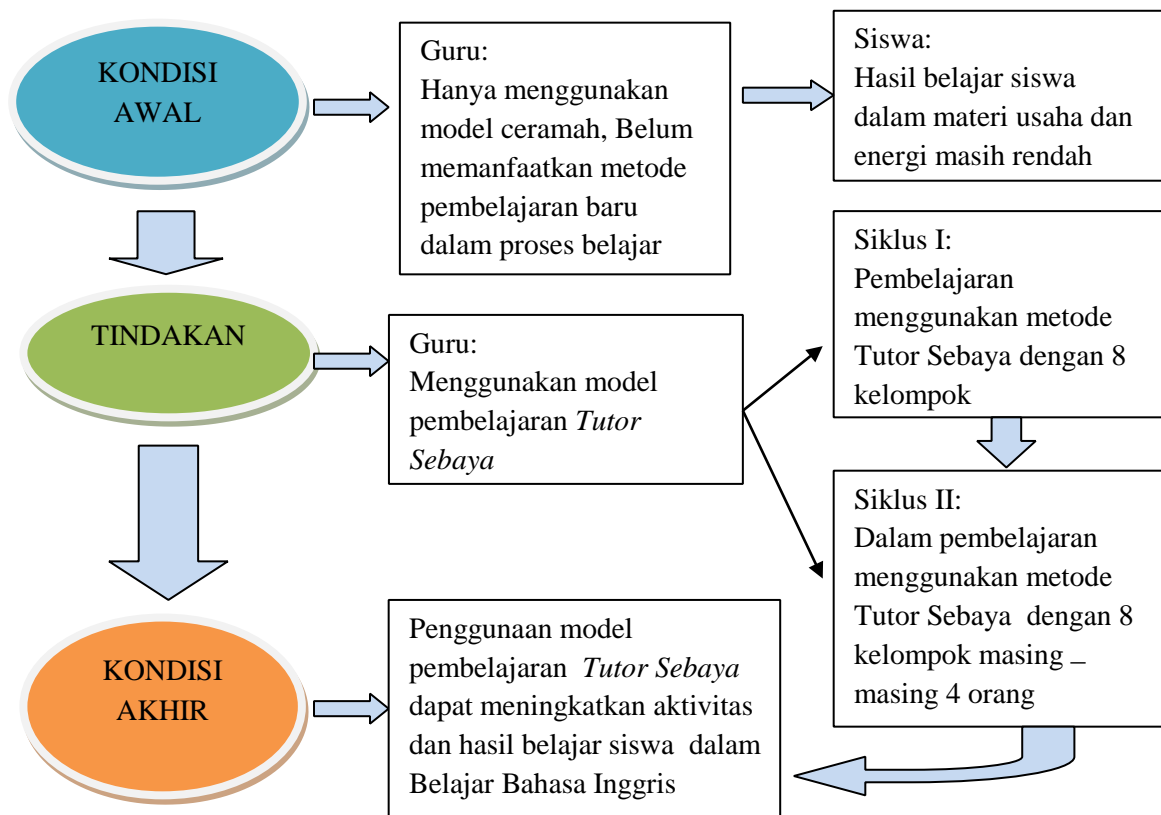 KONDISI
AWAL
Guru:
Hanya menggunakan
model ceramah, Belum
memanfaatkan metode
pembelajaran baru
dalam proses belajar
Siswa:
Hasil belajar siswa
dalam materi usaha dan
energi masih rendah
TINDAKAN
Guru:
Menggunakan model
pembelajaran Tutor
Sebaya
Siklus I:
Pembelajaran
menggunakan metode
Tutor Sebaya dengan 8
kelompok
Siklus II:
Dalam pembelajaran
menggunakan metode
Tutor Sebaya dengan 8
kelompok masing –
masing 4 orang
KONDISI
AKHIR
Penggunaan model
pembelajaran Tutor Sebaya
dapat meningkatkan aktivitas
dan hasil belajar siswa dalam
Belajar Bahasa Inggris